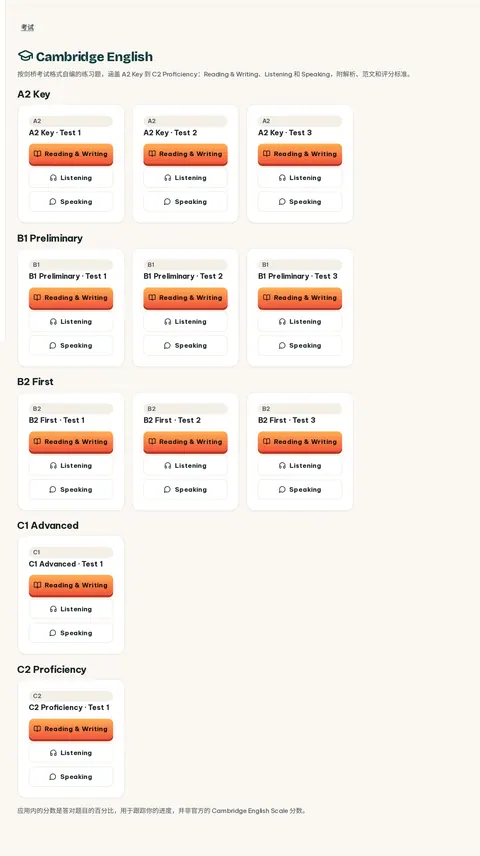 考试
Cambridge English
按剑桥考试格式自编的练习题，涵盖 A2 Key 到 C2 Proficiency：Reading & Writing、Listening 和 Speaking，附解析、范文和评分标准。
A2 Key
A2
A2 Key · Test 1
Reading & Writing
Listening
Speaking
A2
A2 Key · Test 2
Reading & Writing
Listening
Speaking
A2
A2 Key · Test 3
Reading & Writing
Listening
Speaking
B1 Preliminary
B1
B1 Preliminary · Test 1
Reading & Writing
Listening
Speaking
B1
B1 Preliminary · Test 2
Reading & Writing
Listening
Speaking
B1
B1 Preliminary · Test 3
Reading & Writing
Listening
Speaking
B2 First
B2
B2 First · Test 1
Reading & Writing
Listening
Speaking
B2
B2 First · Test 2
Reading & Writing
Listening
Speaking
B2
B2 First · Test 3
Reading & Writing
Listening
Speaking
C1 Advanced
C1
C1 Advanced · Test 1
Reading & Writing
Listening
Speaking
C2 Proficiency
C2
C2 Proficiency · Test 1
Reading & Writing
Listening
Speaking
应用内的分数是答对题目的百分比，用于跟踪你的进度，并非官方的 Cambridge English Scale 分数。